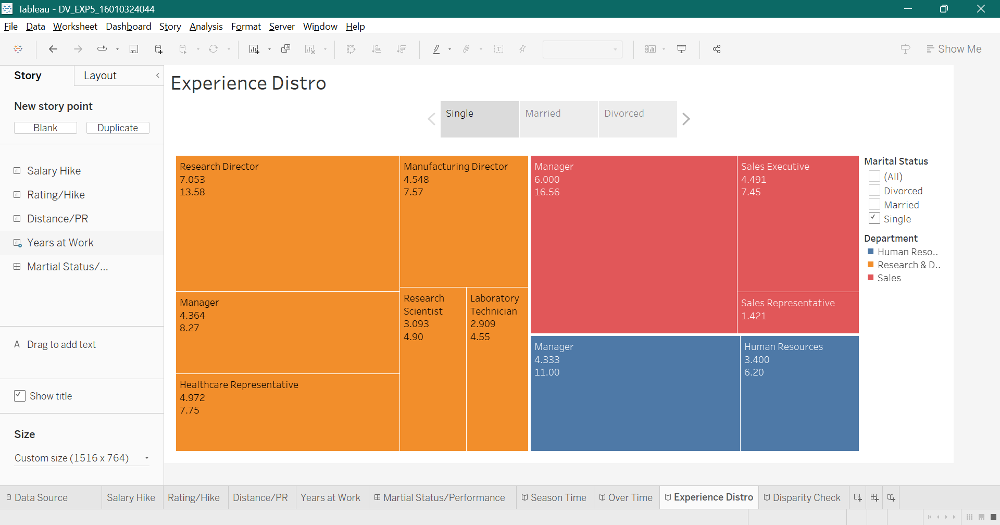 Tableau - DV_EXP5_16010324044
File Data Worksheet Dashboard Story Analysis Format Server Window Help
Show Me
Story
Layout
New story point
Blank
Duplicate
Salary Hike
Rating/Hike
Distance/PR
Years at Work
Martial Status/...
A Drag to add text
Show title
Size
Custom size (1516 x 764)
Experience Distro
Single
Married
Divorced
Research Director
7.053
13.58
Manufacturing Director
4.548
7.57
Manager
4.364
8.27
Healthcare Representative
4.972
7.75
Research
Scientist
3.093
4.90
Laboratory
Technician
2.909
4.55
Manager
6.000
16.56
Sales Executive
4.491
7.45
Sales Representative
1.421
Manager
4.333
11.00
Human Resources
3.400
6.20
Marital Status
(All)
Divorced
Married
Single
Department
Human Reso..
Research & D..
Sales
Data Source
Salary Hike
Rating/Hike
Distance/PR
Years at Work
Martial Status/Performance
Season Time
Over Time
Experience Distro
Disparity Check